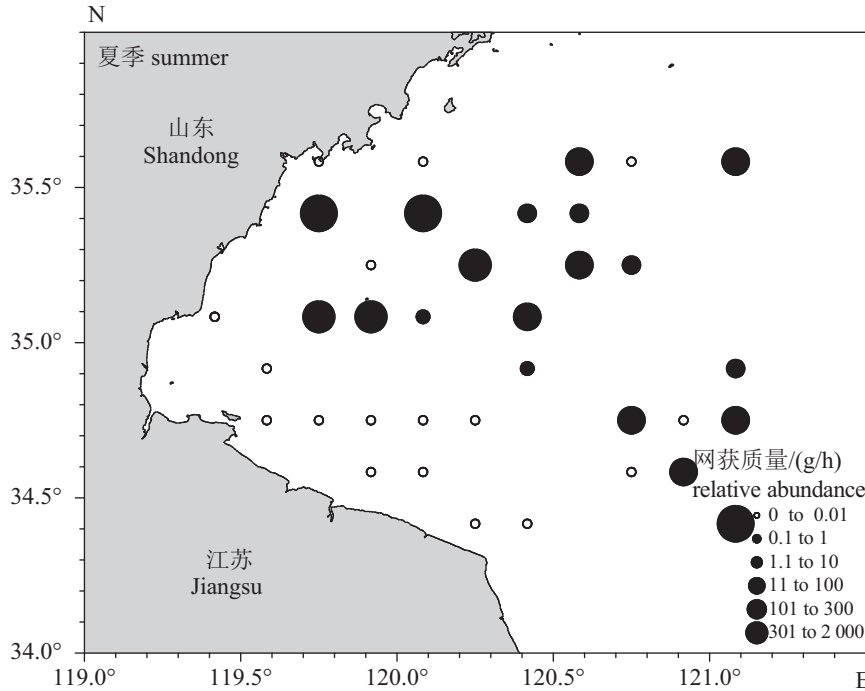 N
夏季 summer
山东
Shandong
35.5°
35.0°
34.5°
34.0°
江苏
Jiangsu
网获质量/(g/h)
relative abundance
0 to 0.01
0.1 to 1
1.1 to 10
11 to 100
101 to 300
301 to 2 000
119.0° 119.5° 120.0° 120.5° 121.0° E